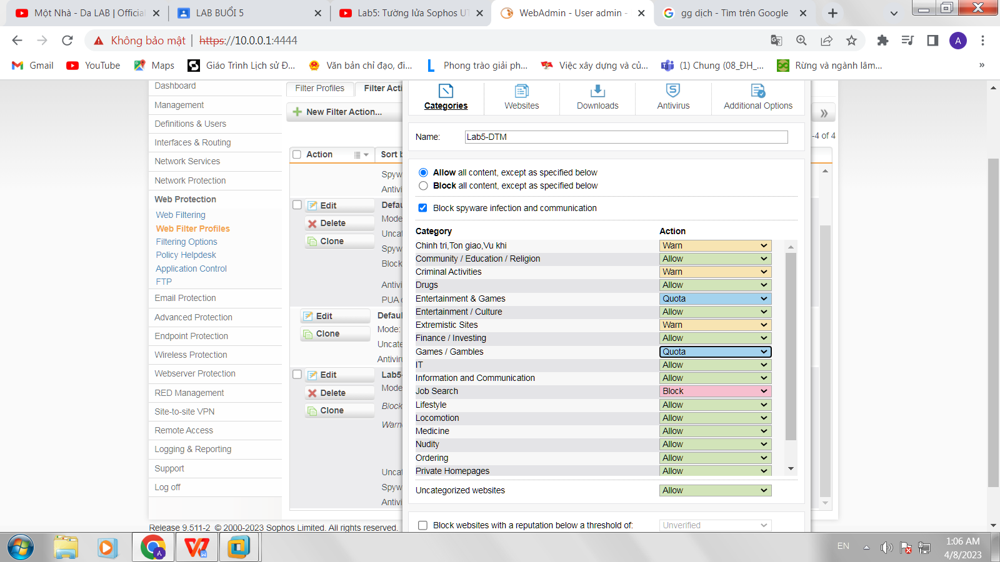 Một Nhà - Da LAB | Official
LAB BUỔI 5
Lab5: Tường lửa Sophos UT
WebAdmin - User admin -
gg dịch - Tìm trên Google
Không bảo mật | https://10.0.0.1:4444
A
Gmail
YouTube
Maps
Giáo Trình Lịch sử Đ...
Văn bản chỉ đạo, đi...
Phong trào giải ph...
Việc xây dựng và củ...
(1) Chung (08_ĐH_...
Rừng và ngành lâm...
»
Dashboard
Management
Definitions & Users
Interfaces & Routing
Network Services
Network Protection
Web Protection
Web Filtering
Web Filter Profiles
Filtering Options
Policy Helpdesk
Application Control
FTP
Email Protection
Advanced Protection
Endpoint Protection
Wireless Protection
Webserver Protection
RED Management
Site-to-site VPN
Remote Access
Logging & Reporting
Support
Log off
Filter Profiles
Filter Acti
New Filter Action...
-4 of 4
Action
Sort b
Spyw
Antivi
Edit
Delete
Clone
Defau
Mode
Uncat
Spyw
Block
Antivi
PUA
Edit
Clone
Defau
Mode:
Uncate
Antiviru
Edit
Delete
Clone
Lab5-
Mode
Block
Warn
Uncat
Spyw
Antivi
Categories
Websites
Downloads
Antivirus
Additional Options
Name: Lab5-DTM
Allow all content, except as specified below
Block all content, except as specified below
Block spyware infection and communication
Category Action
Chinh tri,Ton giao,Vu khi Warn
Community / Education / Religion Allow
Criminal Activities Warn
Drugs Allow
Entertainment & Games Quota
Entertainment / Culture Allow
Extremistic Sites Warn
Finance / Investing Allow
Games / Gambles Quota
IT Allow
Information and Communication Allow
Job Search Block
Lifestyle Allow
Locomotion Allow
Medicine Allow
Nudity Allow
Ordering Allow
Private Homepages Allow
Uncategorized websites Allow
Block websites with a reputation below a threshold of: Unverified
Release 9.511-2 © 2000-2023 Sophos Limited. All rights reserved.
EN
1:06 AM
4/8/2023